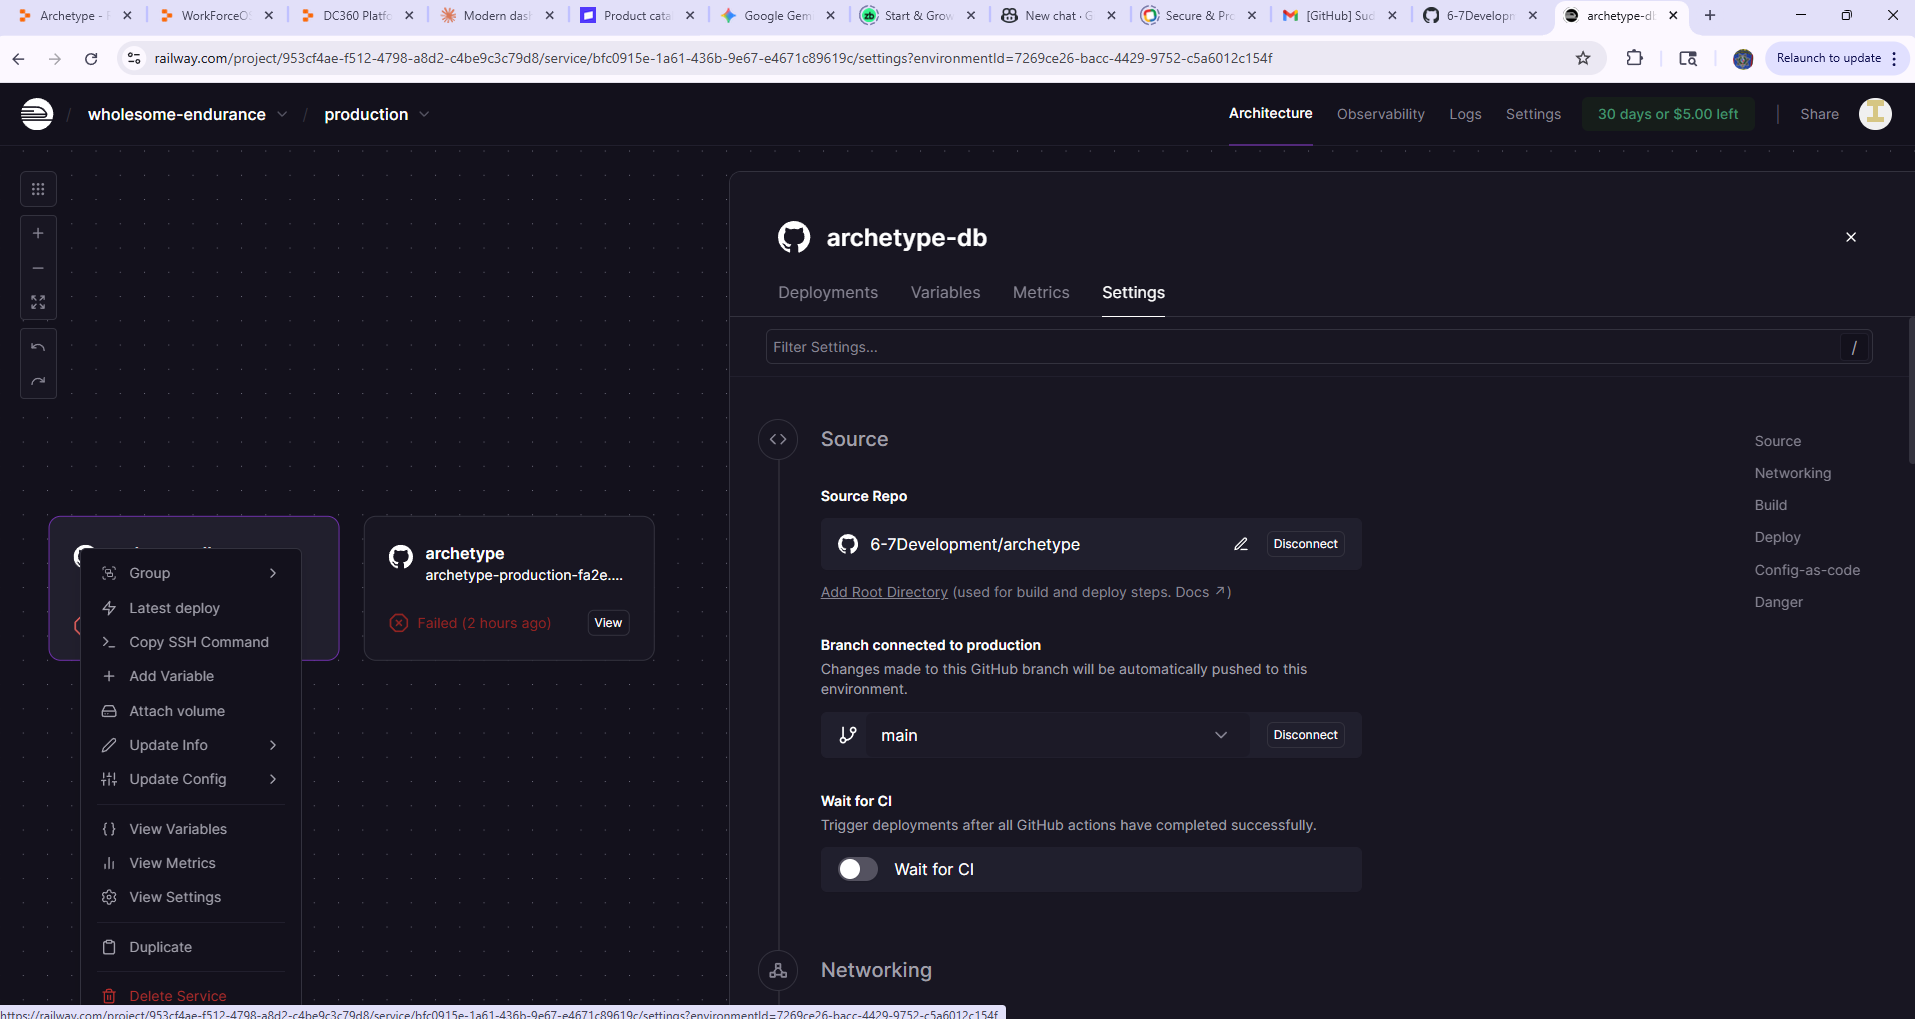 Archetype - F
WorkForceOS
DC360 Platfo
Modern dash
Product cata
Google Gemi
Start & Grow
New chat · G
Secure & Pro
[GitHub] Sud
6-7Developm
archetype-db
railway.com/project/953cf4ae-f512-4798-a8d2-c4be9c3c79d8/service/bfc0915e-1a61-436b-9e67-e4671c89619c/settings?environmentId=7269ce26-bacc-4429-9752-c5a6012c154f
Relaunch to update
/ wholesome-endurance / production
Architecture
Observability
Logs
Settings
30 days or $5.00 left
Share
archetype-db
Deployments
Variables
Metrics
Settings
Filter Settings...
/
Source
Source Repo
6-7Development/archetype
Disconnect
Add Root Directory (used for build and deploy steps. Docs ↗)
Branch connected to production
Changes made to this GitHub branch will be automatically pushed to this
environment.
main
Disconnect
Wait for CI
Trigger deployments after all GitHub actions have completed successfully.
Wait for CI
Networking
Source
Networking
Build
Deploy
Config-as-code
Danger
archetype
archetype-production-fa2e....
Failed (2 hours ago)
View
Group
Latest deploy
Copy SSH Command
Add Variable
Attach volume
Update Info
Update Config
View Variables
View Metrics
View Settings
Duplicate
Delete Service
https://railway.com/project/953cf4ae-f512-4798-a8d2-c4be9c3c79d8/service/bfc0915e-1a61-436b-9e67-e4671c89619c/settings?environmentId=7269ce26-bacc-4429-9752-c5a6012c154f